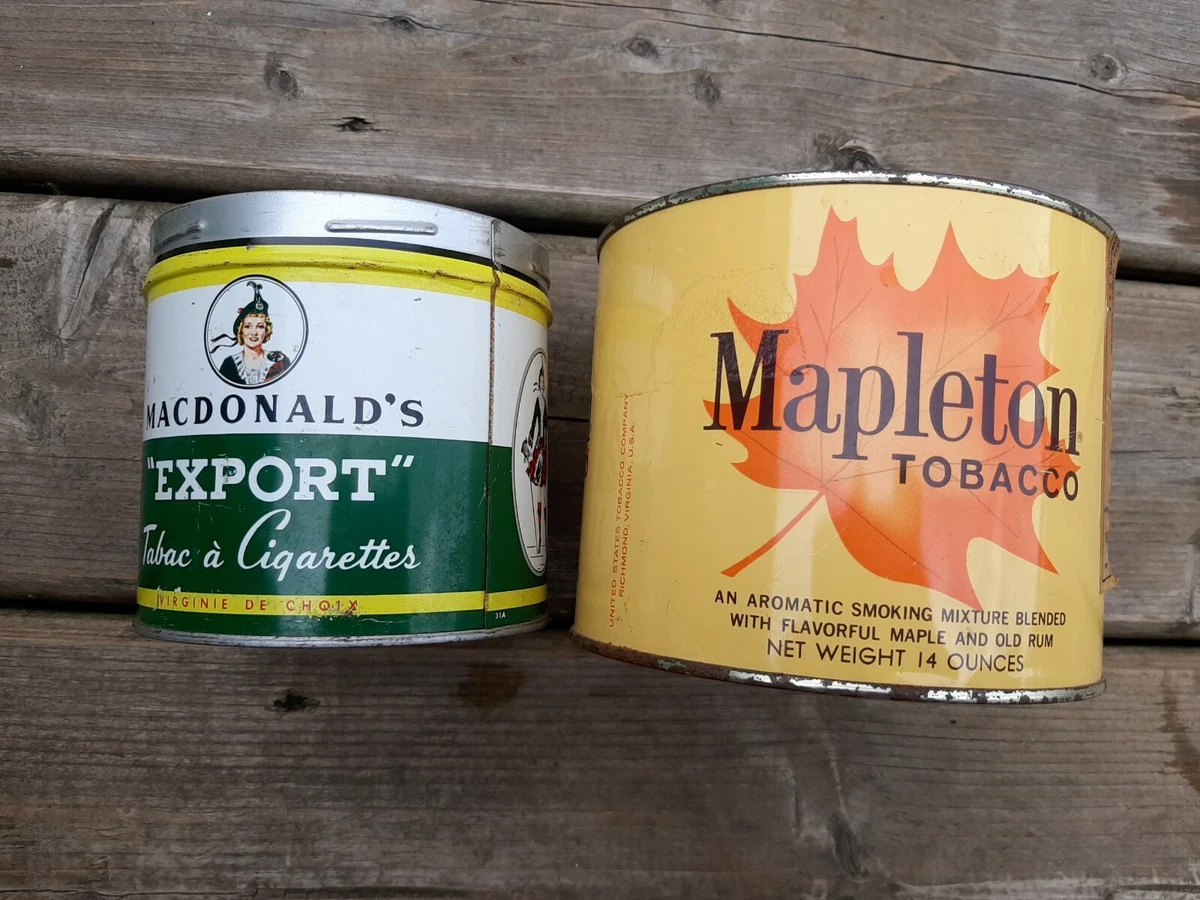 MACDONALD'S
"EXPORT"
Tabac à Cigarettes
VIRGINIE DE CHOIX
31A
UNITED STATES TOBACCO COMPANY
RICHMOND, VIRGINIA, U.S.A.
Mapleton®
TOBACCO
AN AROMATIC SMOKING MIXTURE BLENDED
WITH FLAVORFUL MAPLE AND OLD RUM
NET WEIGHT 14 OUNCES